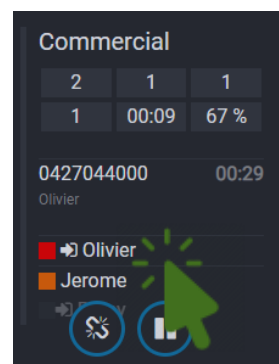 Commercial
2 1 1
1 00:09 67 %
0427044000 00:29
Olivier
Olivier
Jerome